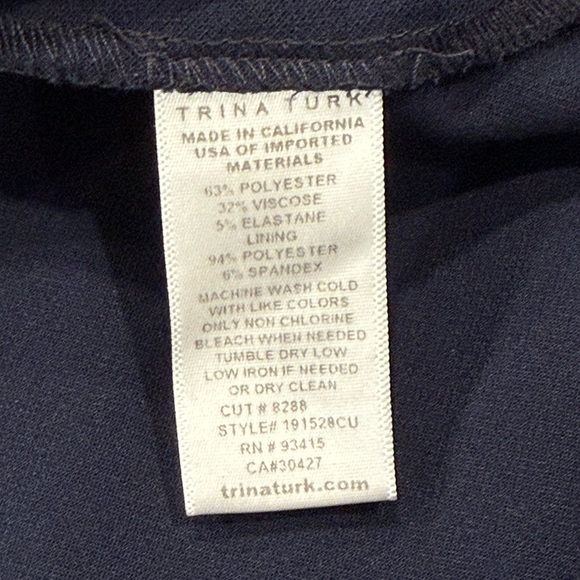 TRINA TURK
MADE IN CALIFORNIA
USA OF IMPORTED
MATERIALS
63% POLYESTER
32% VISCOSE
5% ELASTANE
LINING
94% POLYESTER
6% SPANDEX
MACHINE WASH COLD
WITH LIKE COLORS
ONLY NON CHLORINE
BLEACH WHEN NEEDED
TUMBLE DRY LOW
LOW IRON IF NEEDED
OR DRY CLEAN
CUT # 8288
STYLE# 191528CU
RN # 93415
CA#30427
trinaturk.com